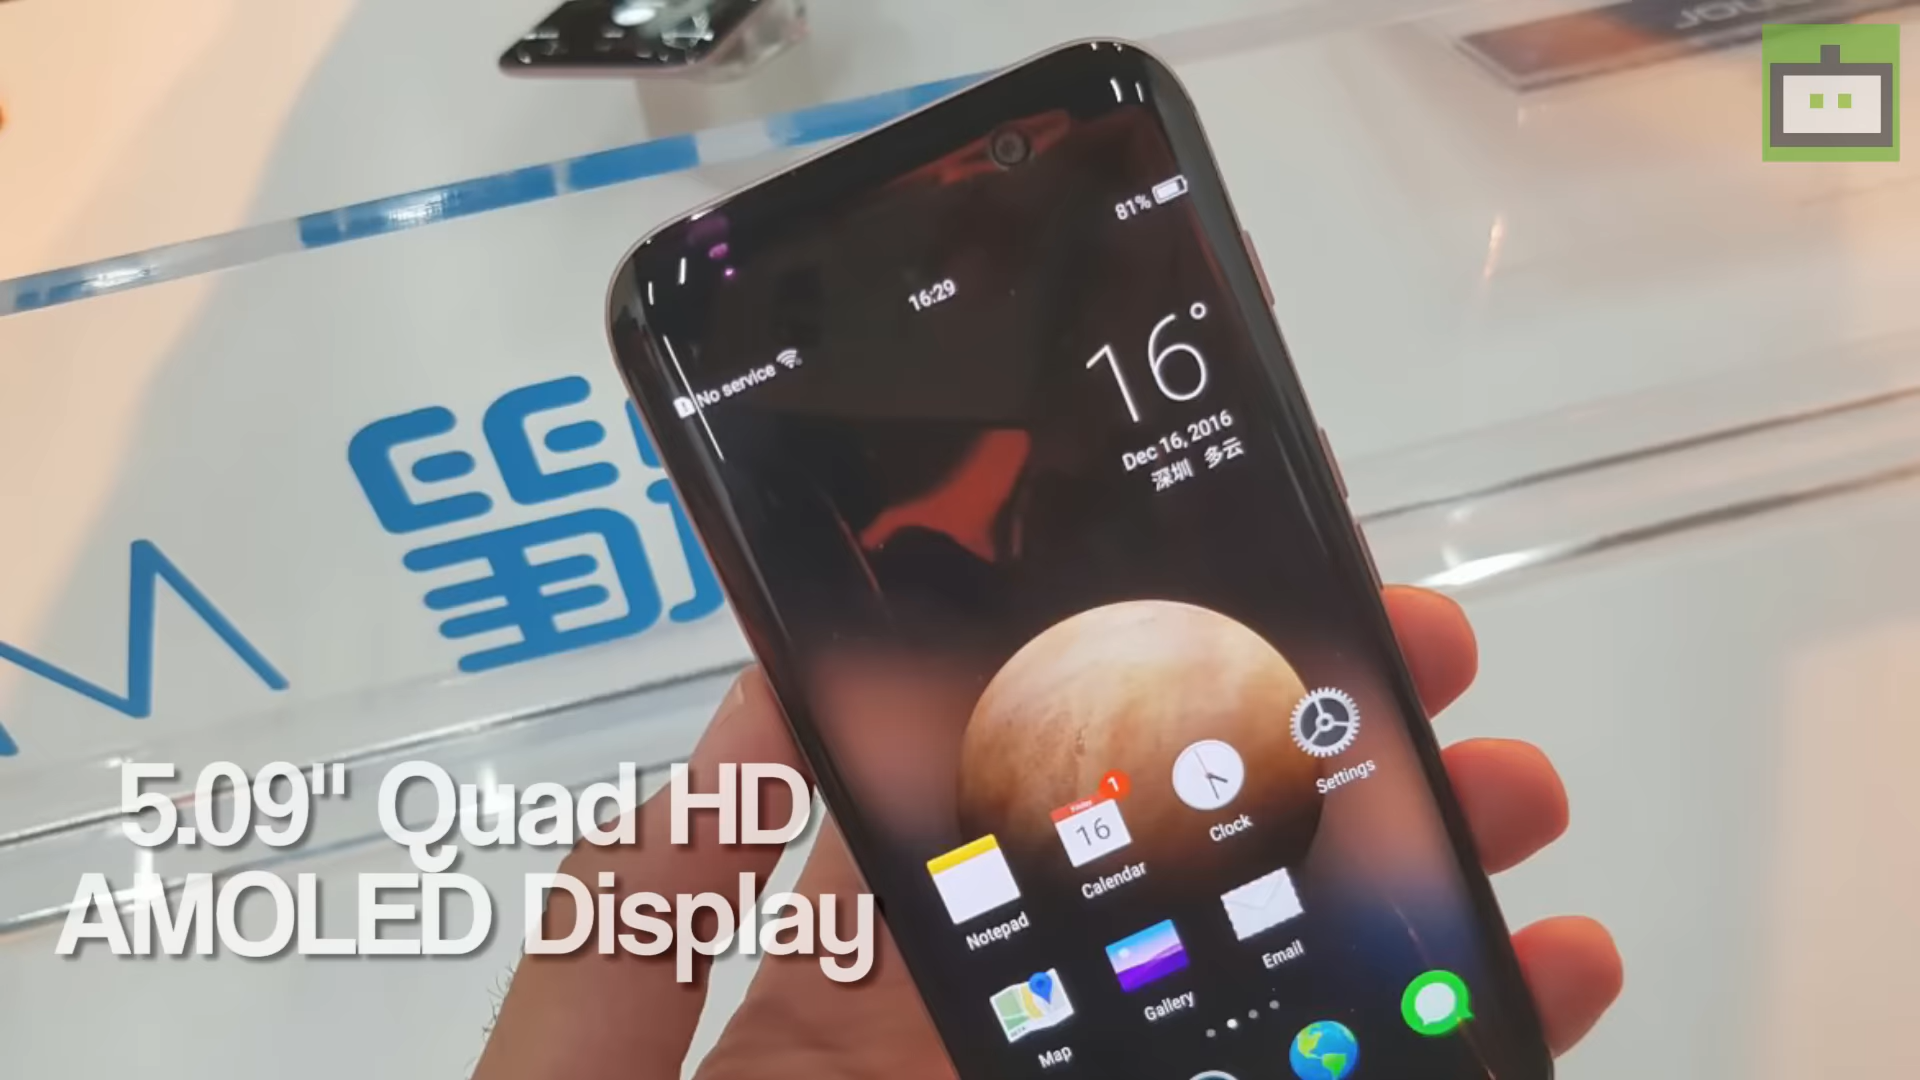 81%
16:29
No service
16°
Dec 16, 2016
深圳 多云
Settings
Clock
1
Friday
16
Calendar
Notepad
Email
Gallery
Map
5.09" Quad HD
AMOLED Display